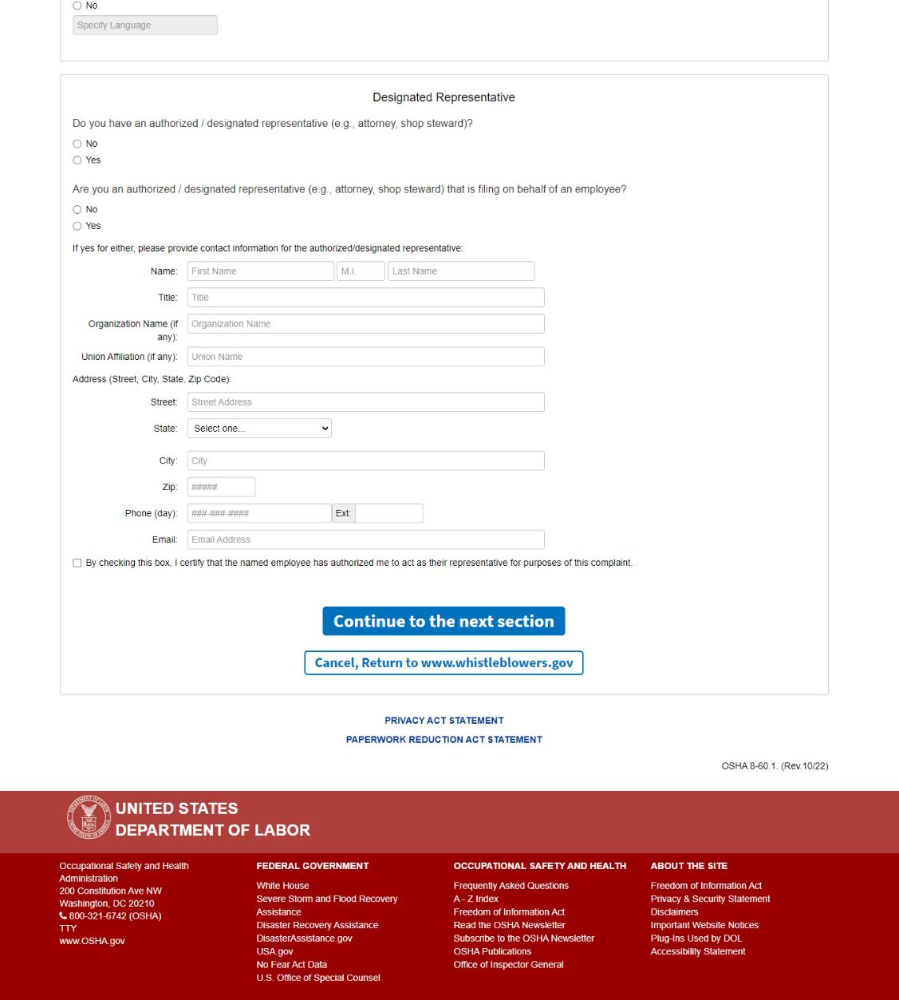 No
Specify Language
Designated Representative
Do you have an authorized / designated representative (e.g., attorney, shop steward)?
No
Yes
Are you an authorized / designated representative (e.g., attorney, shop steward) that is filing on behalf of an employee?
No
Yes
If yes for either, please provide contact information for the authorized/designated representative:
Name: First Name M.I. Last Name
Title: Title
Organization Name (if any): Organization Name
Union Affiliation (if any): Union Name
Address (Street, City, State, Zip Code):
Street: Street Address
State: Select one...
City: City
Zip: #####
Phone (day): ###-###-#### Ext:
Email: Email Address
By checking this box, I certify that the named employee has authorized me to act as their representative for purposes of this complaint.
Continue to the next section
Cancel, Return to www.whistleblowers.gov
PRIVACY ACT STATEMENT
PAPERWORK REDUCTION ACT STATEMENT
OSHA 8-60.1. (Rev.10/22)
UNITED STATES
DEPARTMENT OF LABOR
Occupational Safety and Health
Administration
200 Constitution Ave NW
Washington, DC 20210
800-321-6742 (OSHA)
TTY
www.OSHA.gov
FEDERAL GOVERNMENT
White House
Severe Storm and Flood Recovery
Assistance
Disaster Recovery Assistance
DisasterAssistance.gov
USA.gov
No Fear Act Data
U.S. Office of Special Counsel
OCCUPATIONAL SAFETY AND HEALTH
Frequently Asked Questions
A - Z Index
Freedom of Information Act
Read the OSHA Newsletter
Subscribe to the OSHA Newsletter
OSHA Publications
Office of Inspector General
ABOUT THE SITE
Freedom of Information Act
Privacy & Security Statement
Disclaimers
Important Website Notices
Plug-Ins Used by DOL
Accessibility Statement